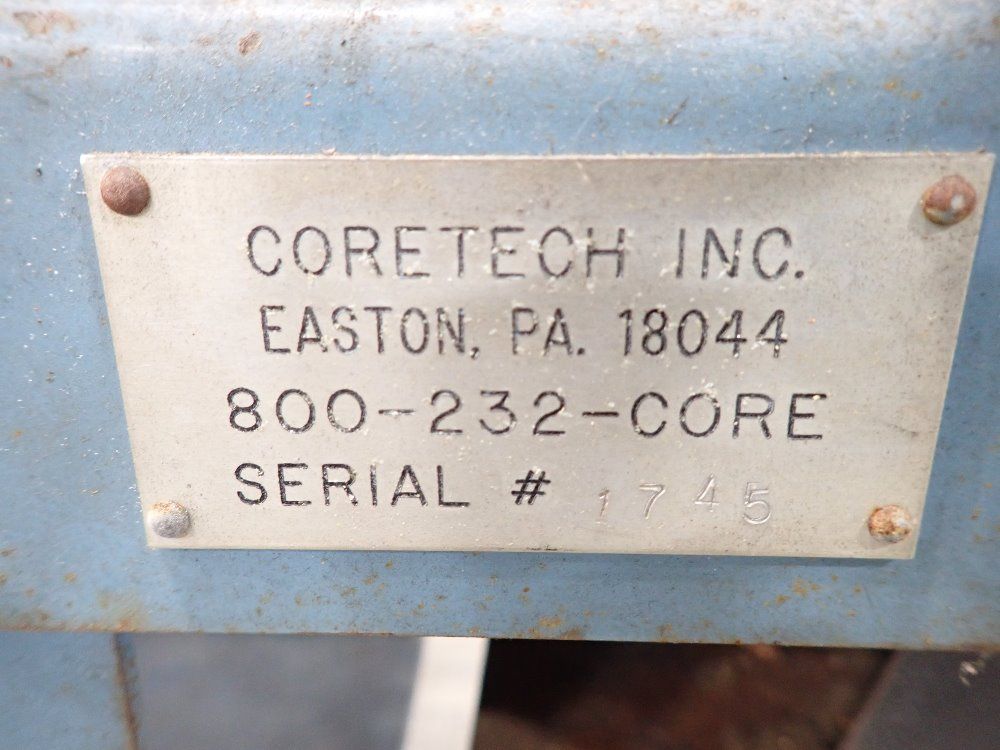 CORETECH INC.
EASTON, PA. 18044
800-232-CORE
SERIAL # 1745